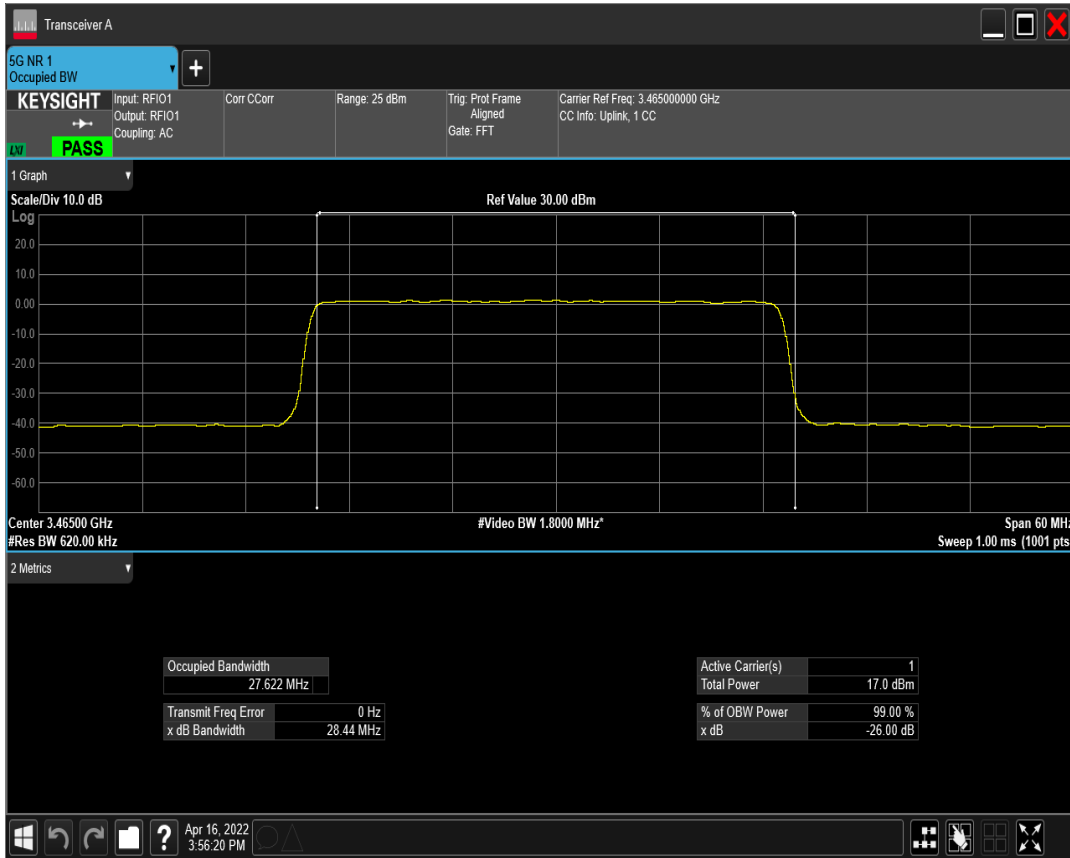 Transceiver A
5G NR 1
Occupied BW
+
KEYSIGHT
LXI
PASS
Input: RFIO1
Output: RFIO1
Coupling: AC
Corr CCorr
Range: 25 dBm
Trig: Prot Frame
Aligned
Gate: FFT
Carrier Ref Freq: 3.465000000 GHz
CC Info: Uplink, 1 CC
1 Graph
Scale/Div 10.0 dB
Ref Value 30.00 dBm
Log
20.0
10.0
0.00
-10.0
-20.0
-30.0
-40.0
-50.0
-60.0
Center 3.46500 GHz
#Video BW 1.8000 MHz*
Span 60 MHz
#Res BW 620.00 kHz
Sweep 1.00 ms (1001 pts
2 Metrics
Occupied Bandwidth
27.622 MHz
Transmit Freq Error 0 Hz
x dB Bandwidth 28.44 MHz
Active Carrier(s) 1
Total Power 17.0 dBm
% of OBW Power 99.00 %
x dB -26.00 dB
?
Apr 16, 2022
3:56:20 PM